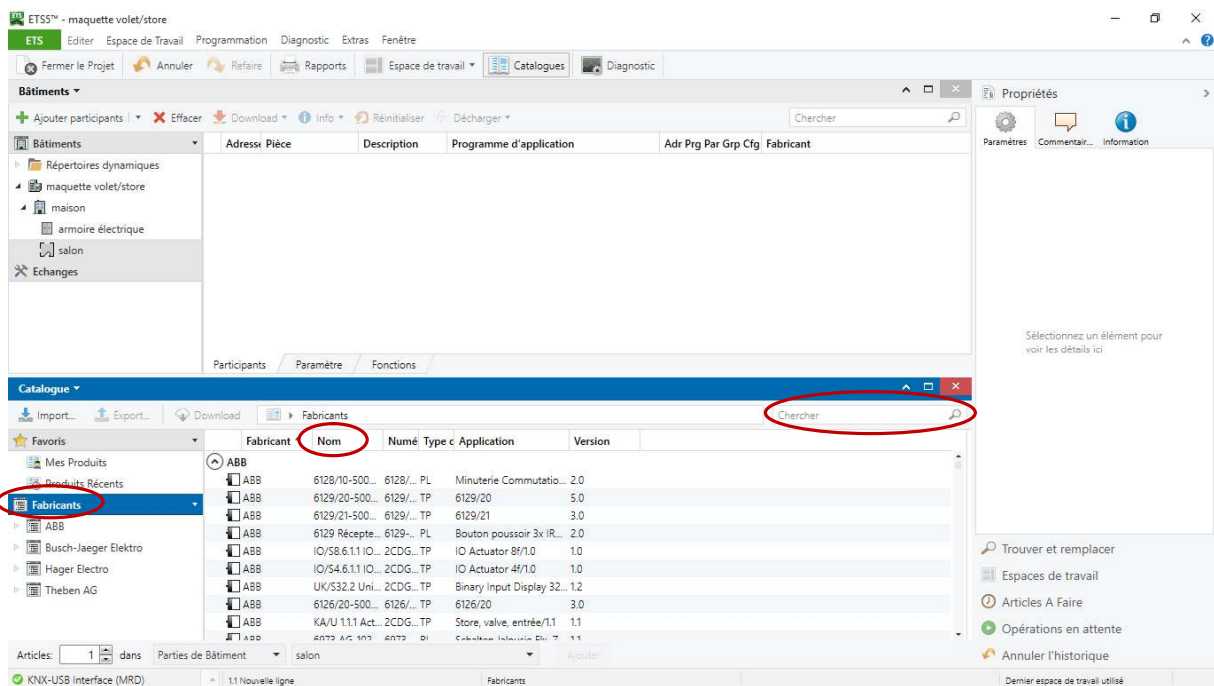 ETS5™ - maquette volet/store
ETS Editer Espace de Travail Programmation Diagnostic Extras Fenêtre
Fermer le Projet Annuler Refaire Rapports Espace de travail Catalogues Diagnostic
Bâtiments
Ajouter participants Effacer Download Info Réinitialiser Décharger Chercher
Bâtiments Adresse Pièce Description Programme d'application Adr Prg Par Grp Cfg Fabricant
Répertoires dynamiques
maquette volet/store
maison
armoire électrique
salon
Echanges
Participants Paramètre Fonctions
Propriétés
Paramètres Commentair... Information
Sélectionnez un élément pour
voir les détails ici
Catalogue
Import... Export... Download Fabricants Chercher
Favoris Fabricant Nom Numé Type c Application Version
Mes Produits
Produits Récents
Fabricants
ABB
Busch-Jaeger Elektro
Hager Electro
Theben AG
ABB
ABB 6128/10-500... 6128/... PL Minuterie Commutatio... 2.0
ABB 6129/20-500... 6129/... TP 6129/20 5.0
ABB 6129/21-500... 6129/... TP 6129/21 3.0
ABB 6129 Récepte... 6129-... PL Bouton poussoir 3x IR... 2.0
ABB IO/S8.6.1.1 IO... 2CDG... TP IO Actuator 8f/1.0 1.0
ABB IO/S4.6.1.1 IO... 2CDG... TP IO Actuator 4f/1.0 1.0
ABB UK/S32.2 Uni... 2CDG... TP Binary Input Display 32... 1.2
ABB 6126/20-500... 6126/... TP 6126/20 3.0
ABB KA/U 1.1.1 Act... 2CDG... TP Store, valve, entrée/1.1 1.1
Trouver et remplacer
Espaces de travail
Articles A Faire
Opérations en attente
Annuler l'historique
Articles: 1 dans Parties de Bâtiment salon Ajouter
KNX-USB Interface (MRD) 1.1 Nouvelle ligne Fabricants Dernier espace de travail utilisé